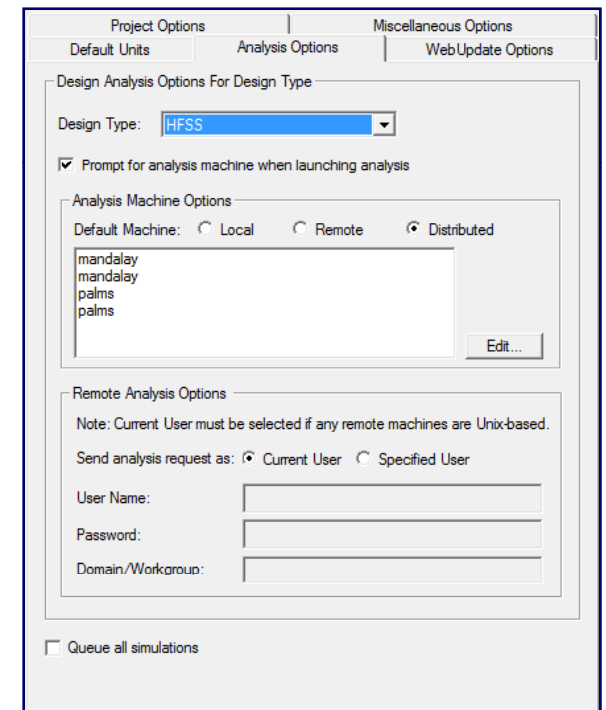 Project Options
Miscellaneous Options
Default Units
Analysis Options
WebUpdate Options
Design Analysis Options For Design Type
Design Type: HFSS
Prompt for analysis machine when launching analysis
Analysis Machine Options
Default Machine: Local Remote Distributed
mandalay
mandalay
palms
palms
Edit...
Remote Analysis Options
Note: Current User must be selected if any remote machines are Unix-based.
Send analysis request as: Current User Specified User
User Name:
Password:
Domain/Workgroup:
Queue all simulations